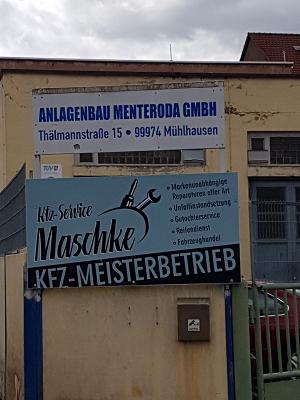 ANLAGENBAU MENTERODA GMBH
Thälmannstraße 15 • 99974 Mühlhausen
TÜV
Kfz-Service
Maschke
• Markenunabhängige
Reparaturen aller Art
• Unfallinstandsetzung
• Gutachterservice
• Reifendienst
• Fahrzeughandel
KFZ-MEISTERBETRIEB